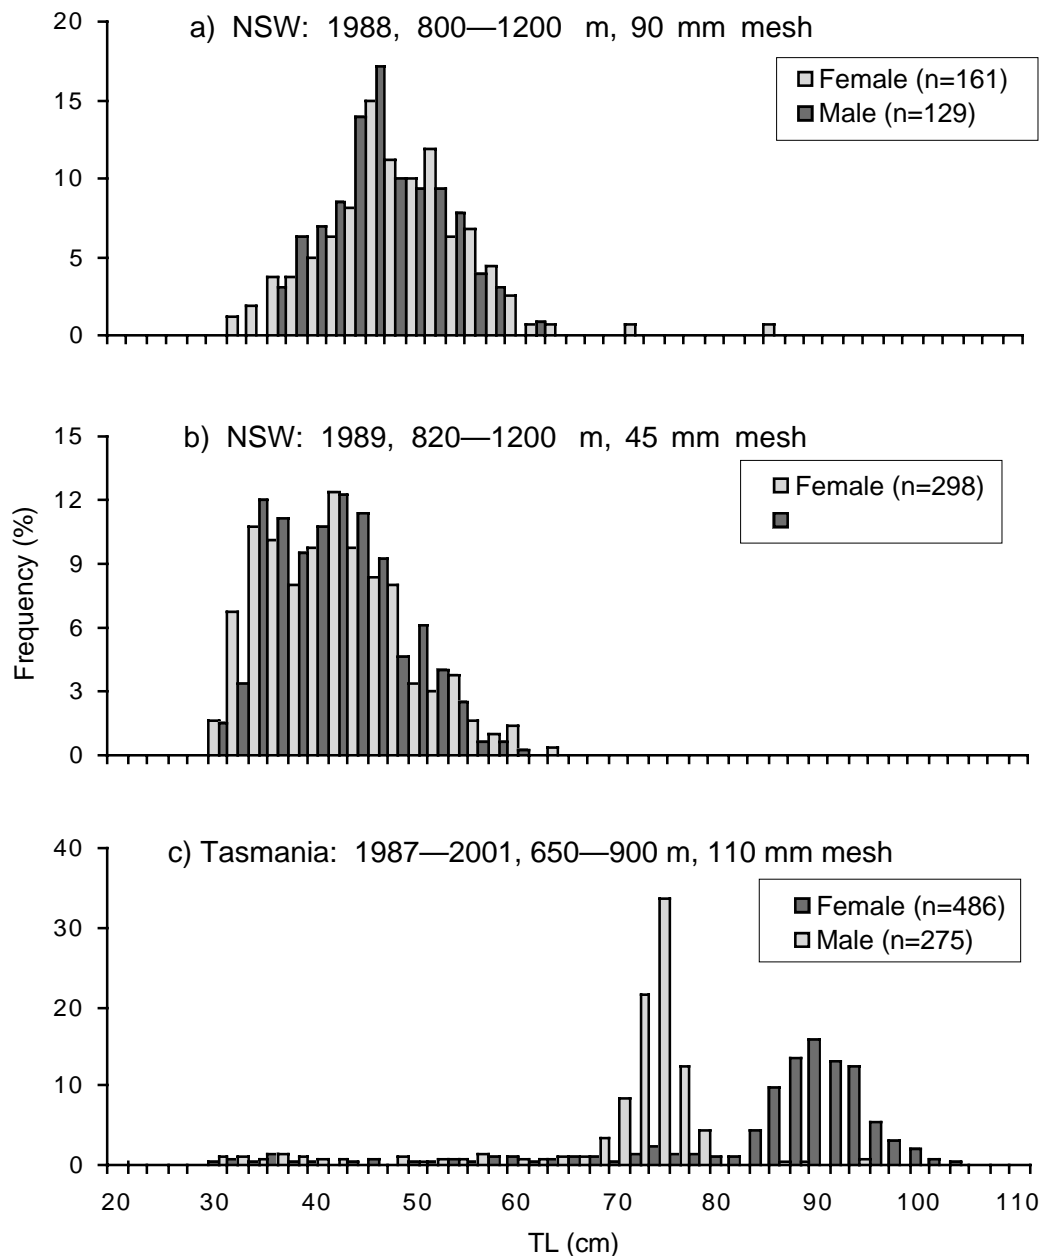 a) NSW: 1988, 800—1200 m, 90 mm mesh
Female (n=161)
Male (n=129)
20
15
10
5
0
b) NSW: 1989, 820—1200 m, 45 mm mesh
Female (n=298)
15
12
9
6
3
0
Frequency (%)
c) Tasmania: 1987—2001, 650—900 m, 110 mm mesh
Female (n=486)
Male (n=275)
40
30
20
10
0
20 30 40 50 60 70 80 90 100 110
TL (cm)